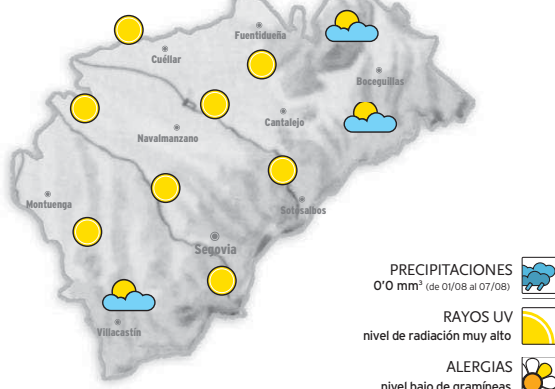 Fuentidueña
Cuéllar
Boceguillas
Cantalejo
Navalmanzano
Montuenga
Sotosalbos
Segovia
Villacastín
PRECIPITACIONES
0'0 mm³ (de 01/08 al 07/08)
RAYOS UV
nivel de radiación muy alto
ALERGIAS
nivel bajo de gramíneas